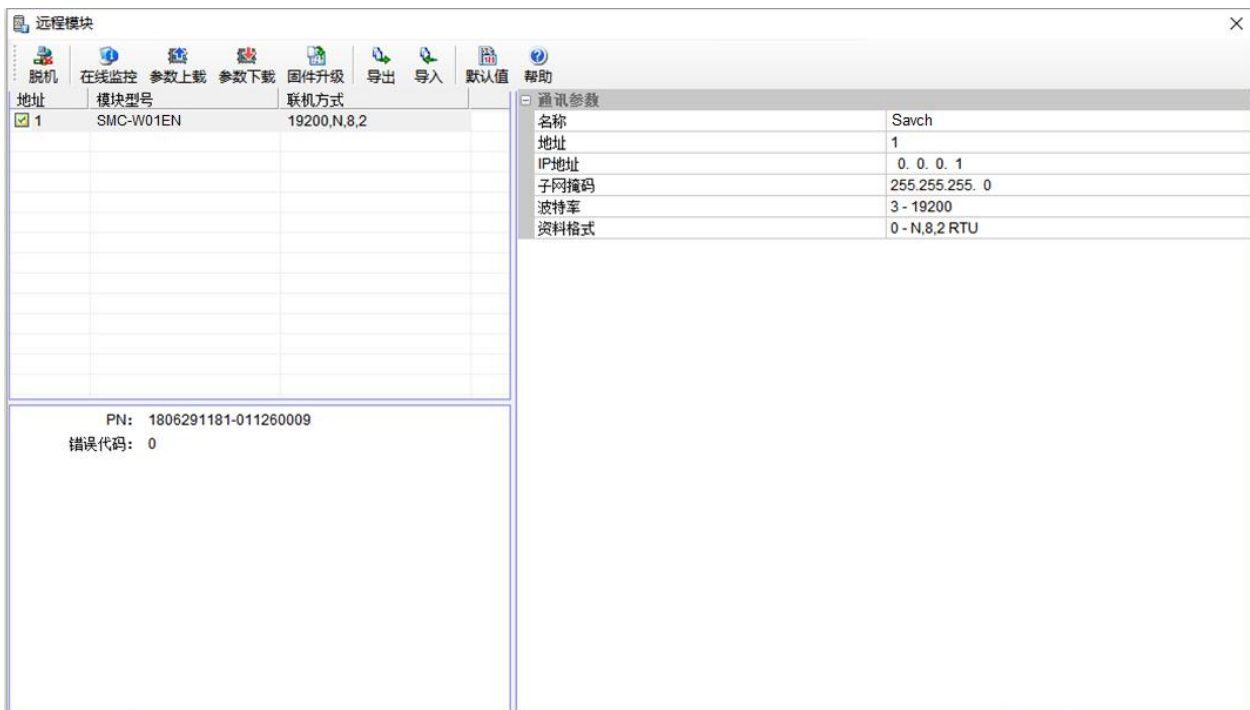 远程模块
脱机 在线监控 参数上载 参数下载 固件升级 导出 导入 默认值 帮助
地址 模块型号 联机方式
1 SMC-W01EN 19200,N,8,2
PN: 1806291181-011260009
错误代码: 0
通讯参数
名称 Savch
地址 1
IP地址 0. 0. 0. 1
子网掩码 255.255.255. 0
波特率 3 - 19200
资料格式 0 - N,8,2 RTU